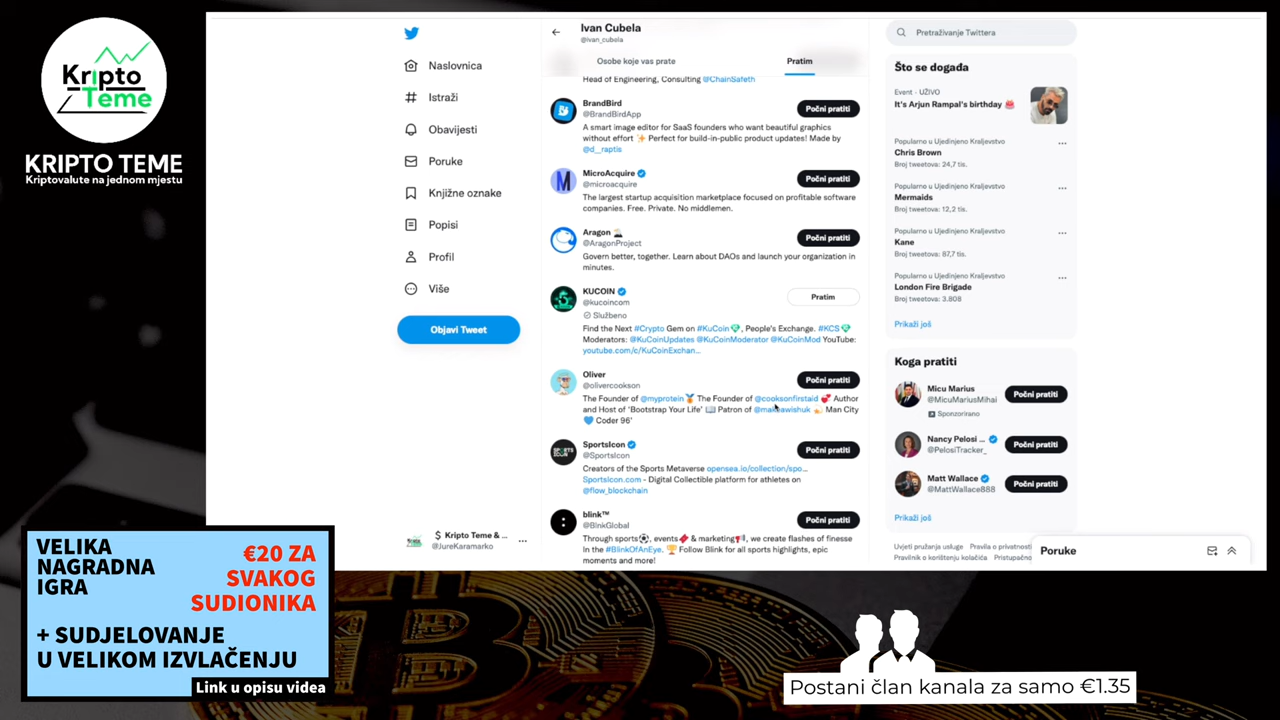 Kripto
Teme
KRIPTO TEME
Kriptovalute na jednom mjestu
Naslovnica
Istraži
Obavijesti
Poruke
Knjižne oznake
Popisi
Profil
Više
Objavi Tweet
Kripto Teme & ...
@JureKaramarko
Ivan Cubela
@ivan_cubela
Osobe koje vas prate
Pratim
Head of Engineering, Consulting @ChainSafeth
BrandBird
@BrandBirdApp
Počni pratiti
A smart image editor for SaaS founders who want beautiful graphics
without effort ✨ Perfect for build-in-public product updates! Made by
@d__raptis
MicroAcquire
@microacquire
Počni pratiti
The largest startup acquisition marketplace focused on profitable software
companies. Free. Private. No middlemen.
Aragon
@AragonProject
Počni pratiti
Govern better, together. Learn about DAOs and launch your organization in
minutes.
KUCOIN
@kucoincom
Službeno
Pratim
Find the Next #Crypto Gem on #KuCoin💎, People's Exchange. #KCS💎
Moderators: @KuCoinUpdates @KuCoinModerator @KuCoinMod YouTube:
youtube.com/c/KuCoinExchan...
Oliver
@olivercookson
Počni pratiti
The Founder of @myprotein🏅 The Founder of @cooksonfirstaid 💞 Author
and Host of 'Bootstrap Your Life' 📖 Patron of 💫 Man City
💙 Coder 96'
SportsIcon
@SportsIcon
Počni pratiti
Creators of the Sports Metaverse opensea.io/collection/spo...
SportsIcon.com - Digital Collectible platform for athletes on
@flow_blockchain
blink™
@BlnkGlobal
Počni pratiti
Through sports⚽, events🧨 & marketing📢, we create flashes of finesse
In the #BlinkOfAnEye. 🏆 Follow Blink for all sports highlights, epic
moments and more!
Pretraživanje Twittera
Što se događa
Event · UŽIVO
It's Arjun Rampal's birthday 🎂
Popularno u Ujedinjeno Kraljevstvo
Chris Brown
Broj tweetova: 24,7 tis.
Popularno u Ujedinjeno Kraljevstvo
Mermaids
Broj tweetova: 12,2 tis.
Popularno u Ujedinjeno Kraljevstvo
Kane
Broj tweetova: 87,7 tis.
Popularno u Ujedinjeno Kraljevstvo
London Fire Brigade
Broj tweetova: 3.808
Prikaži još
Koga pratiti
Micu Marius
@MicuMariusMihai
Sponzorirano
Počni pratiti
Nancy Pelosi ...
@PelosiTracker_
Počni pratiti
Matt Wallace
@MattWallace888
Počni pratiti
Prikaži još
Uvjeti pružanja usluge Pravila o privatnosti
Pravilnik o korištenju kolačića
Poruke
VELIKA
NAGRADNA
IGRA
€20 ZA
SVAKOG
SUDIONIKA
+ SUDJELOVANJE
U VELIKOM IZVLAČENJU
Link u opisu videa
Postani član kanala za samo €1.35